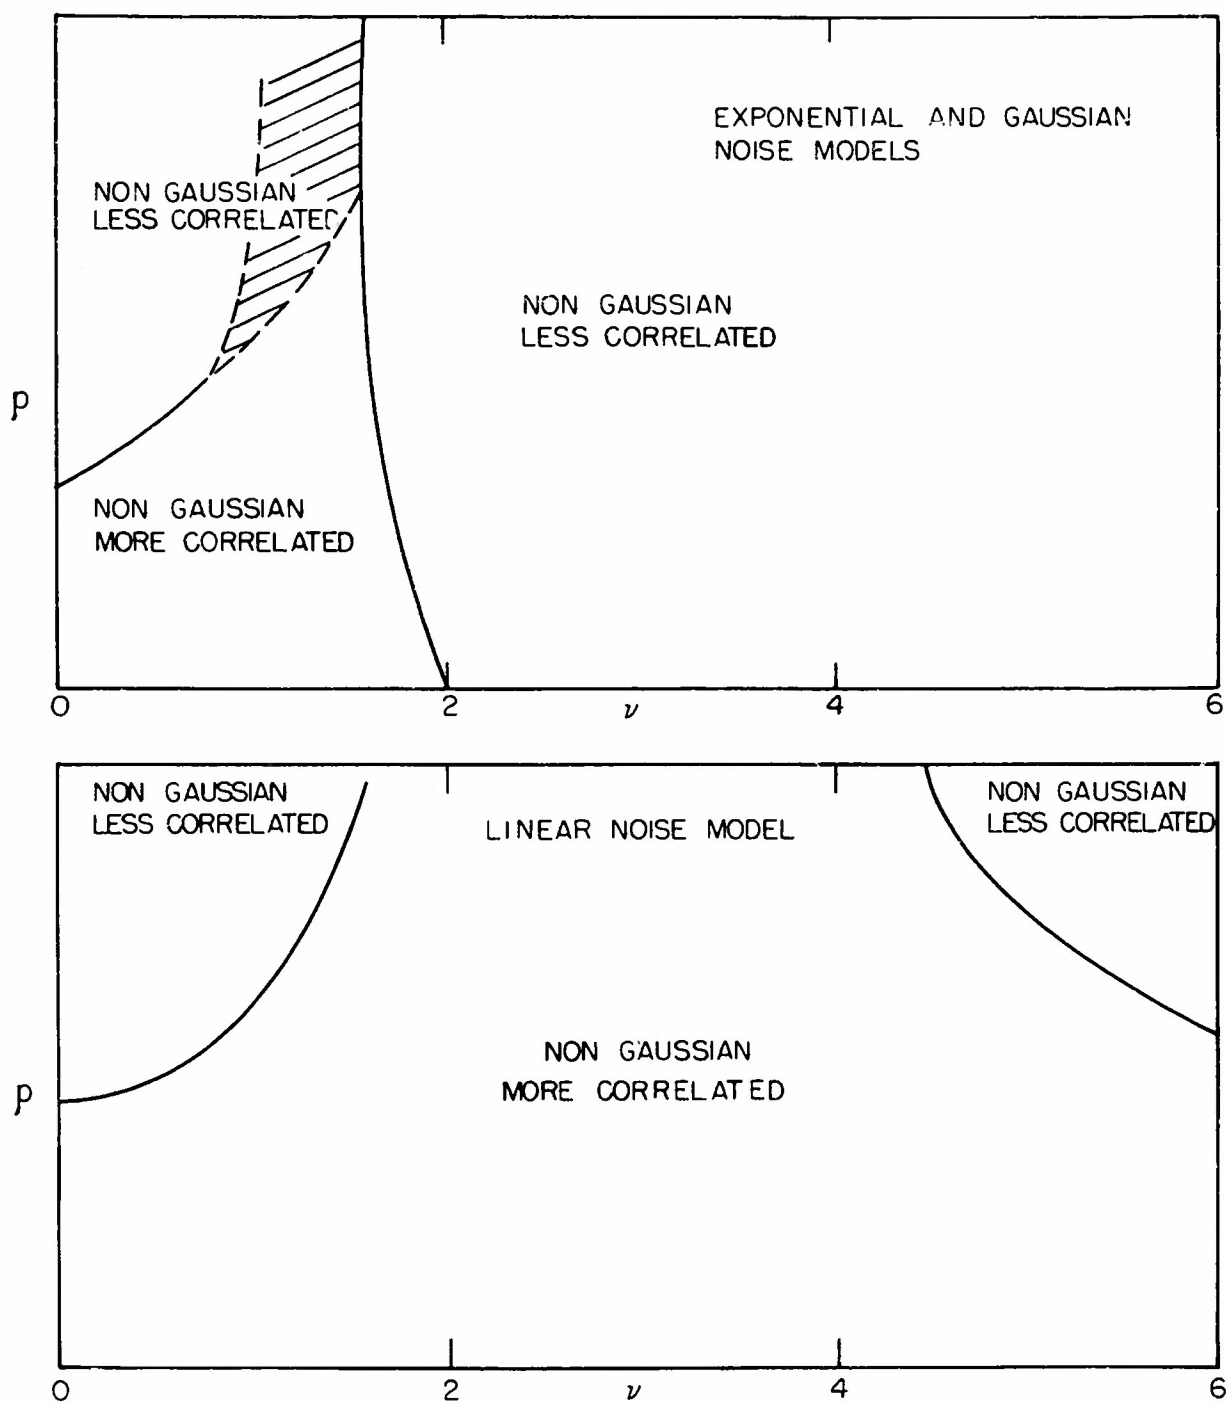 EXPONENTIAL AND GAUSSIAN
NOISE MODELS
NON GAUSSIAN
LESS CORRELATED
NON GAUSSIAN
LESS CORRELATED
ρ
NON GAUSSIAN
MORE CORRELATED
0 2 ν 4 6
NON GAUSSIAN
LESS CORRELATED
LINEAR NOISE MODEL
NON GAUSSIAN
LESS CORRELATED
NON GAUSSIAN
MORE CORRELATED
ρ
0 2 ν 4 6